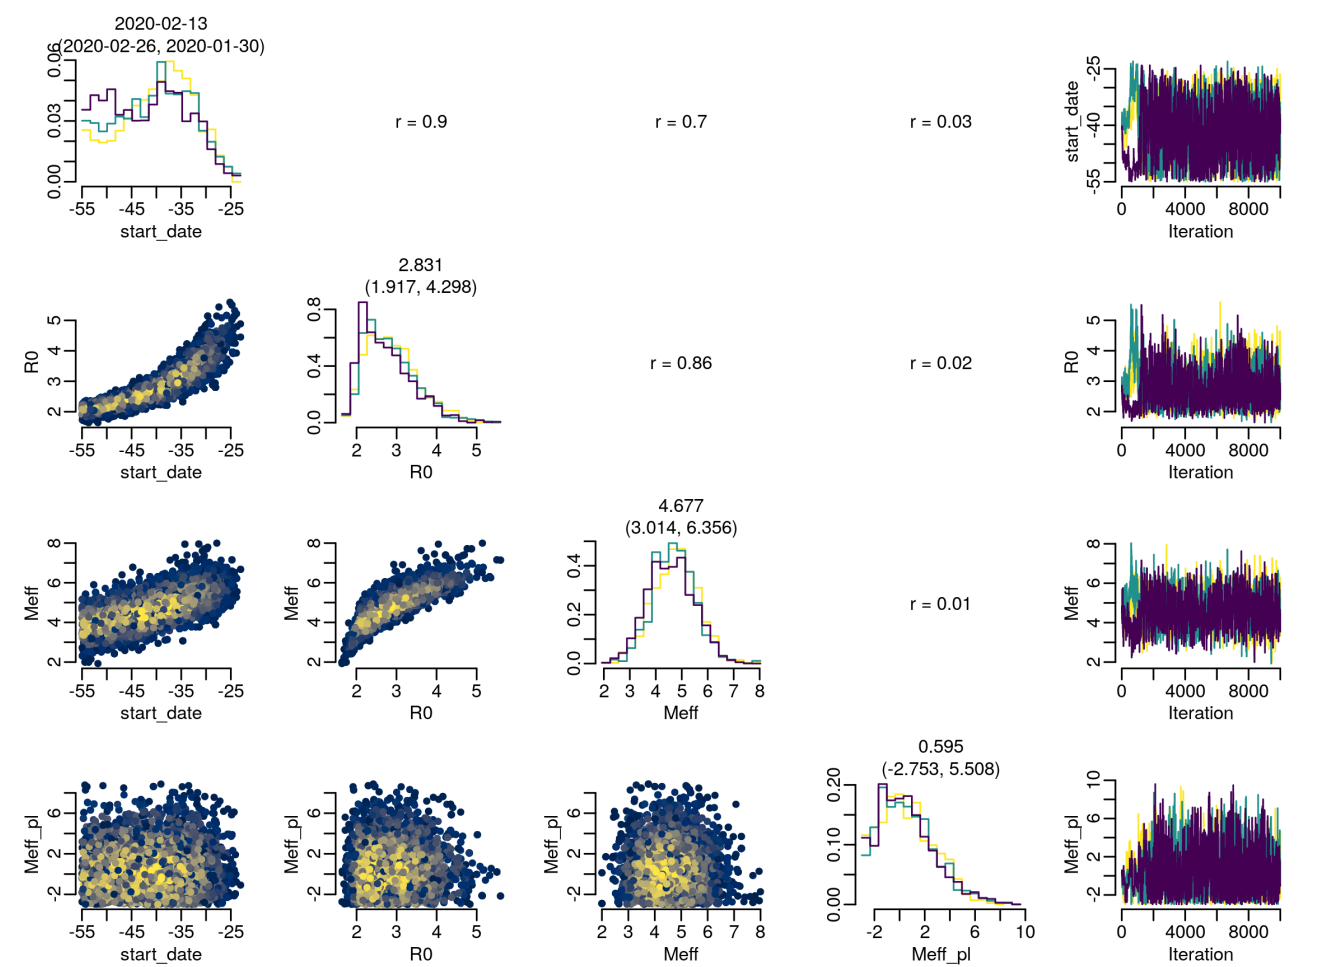 2020-02-13
(2020-02-26, 2020-01-30)
0.00 0.03 0.06
-55 -45 -35 -25
start_date
r = 0.9
r = 0.7
r = 0.03
start_date
-55 -40 -25
0 4000 8000
Iteration
R0
2 3 4 5
-55 -45 -35 -25
start_date
2.831
(1.917, 4.298)
0.0 0.4 0.8
2 3 4 5
R0
r = 0.86
r = 0.02
R0
2 3 4 5
0 4000 8000
Iteration
Meff
2 4 6 8
-55 -45 -35 -25
start_date
Meff
2 4 6 8
2 3 4 5
R0
4.677
(3.014, 6.356)
0.0 0.2 0.4
2 3 4 5 6 7 8
Meff
r = 0.01
Meff
2 4 6 8
0 4000 8000
Iteration
Meff_pl
-2 2 6
-55 -45 -35 -25
start_date
Meff_pl
-2 2 6
2 3 4 5
R0
Meff_pl
-2 2 6
2 3 4 5 6 7 8
Meff
0.595
(-2.753, 5.508)
0.00 0.10 0.20
-2 2 6 10
Meff_pl
Meff_pl
-2 2 6 10
0 4000 8000
Iteration